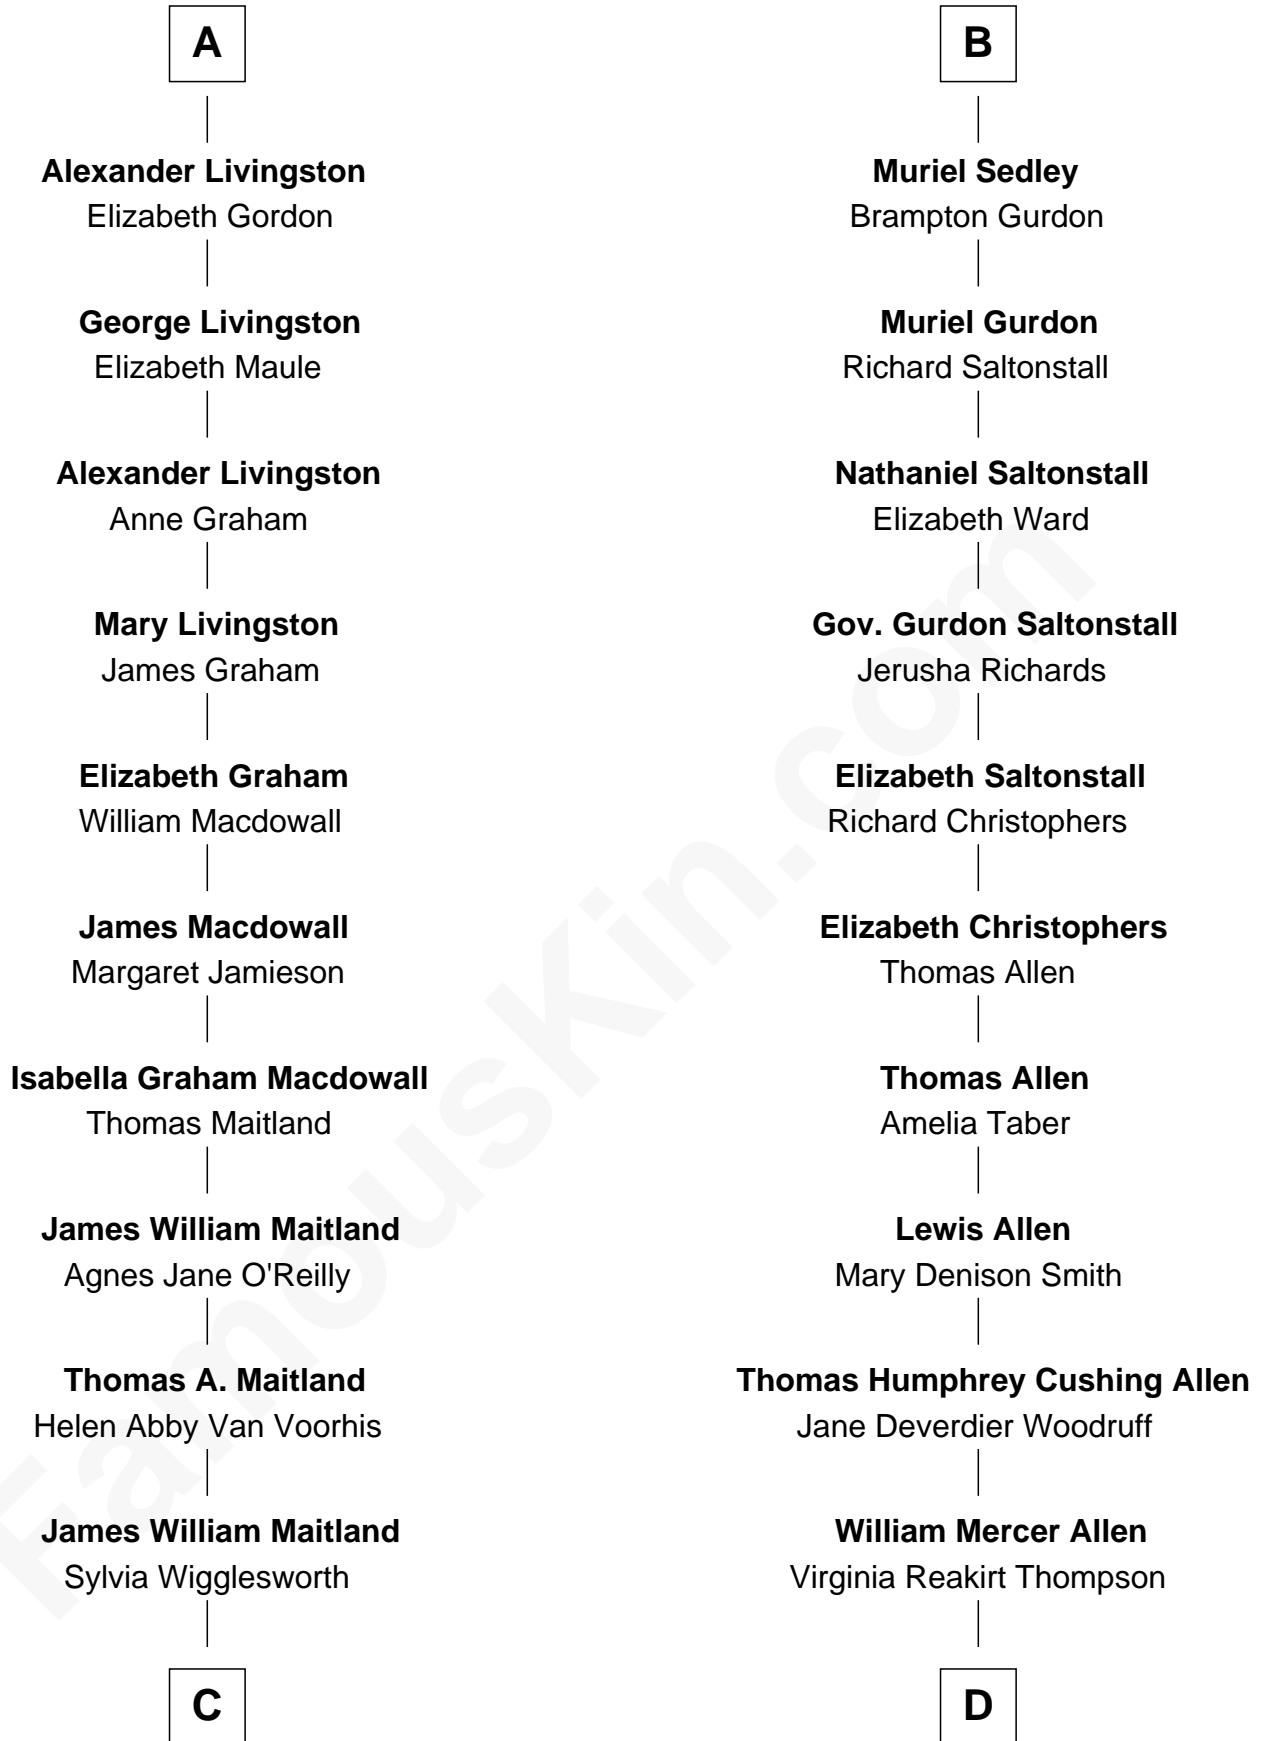 A
Alexander Livingston
Elizabeth Gordon
George Livingston
Elizabeth Maule
Alexander Livingston
Anne Graham
Mary Livingston
James Graham
Elizabeth Graham
William Macdowall
James Macdowall
Margaret Jamieson
Isabella Graham Macdowall
Thomas Maitland
James William Maitland
Agnes Jane O'Reilly
Thomas A. Maitland
Helen Abby Van Voorhis
James William Maitland
Sylvia Wigglesworth
C
B
Muriel Sedley
Brampton Gurdon
Muriel Gurdon
Richard Saltonstall
Nathaniel Saltonstall
Elizabeth Ward
Gov. Gurdon Saltonstall
Jerusha Richards
Elizabeth Saltonstall
Richard Christophers
Elizabeth Christophers
Thomas Allen
Thomas Allen
Amelia Taber
Lewis Allen
Mary Denison Smith
Thomas Humphrey Cushing Allen
Jane Deverdier Woodruff
William Mercer Allen
Virginia Reakirt Thompson
D
FamousKin.com